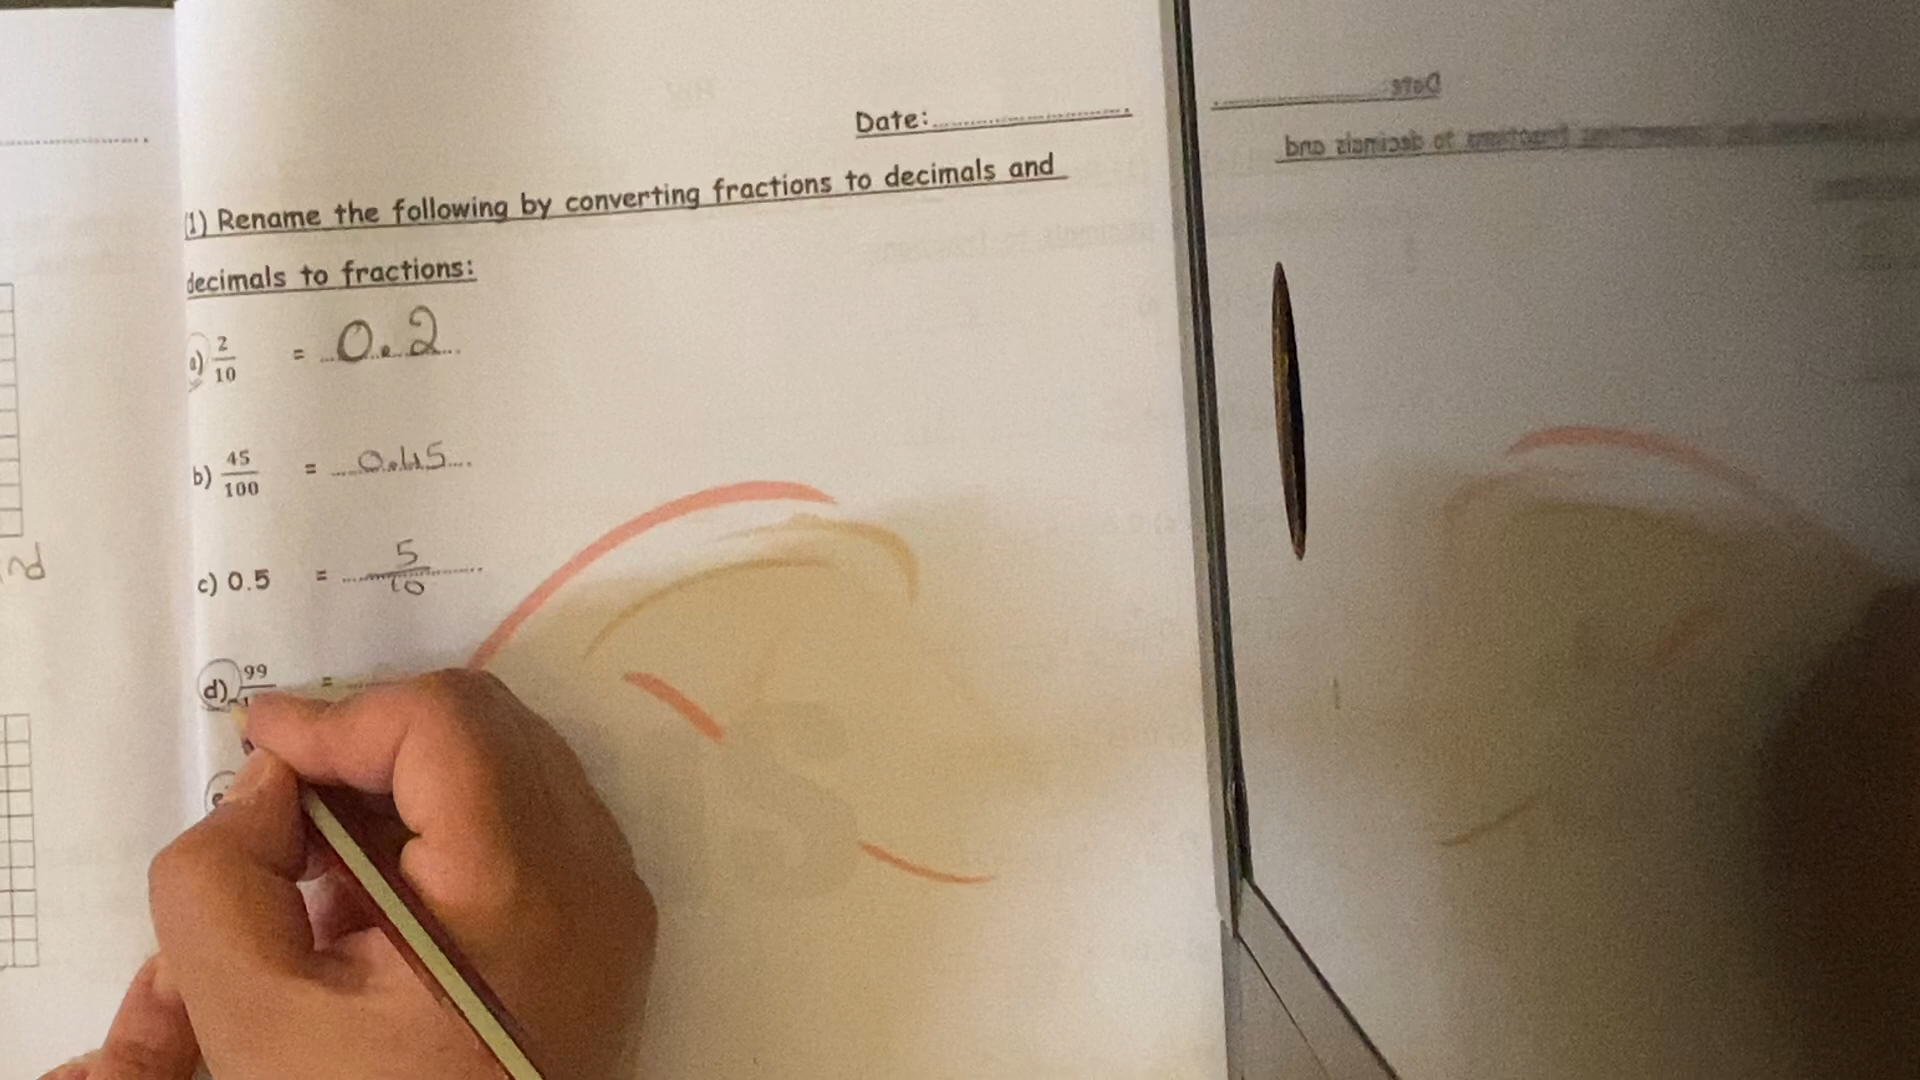 Date:....................
1) Rename the following by converting fractions to decimals and
decimals to fractions:
a) 2/10 = 0.2
b) 45/100 = 0.45
c) 0.5 = 5/10
d) 99 =
e